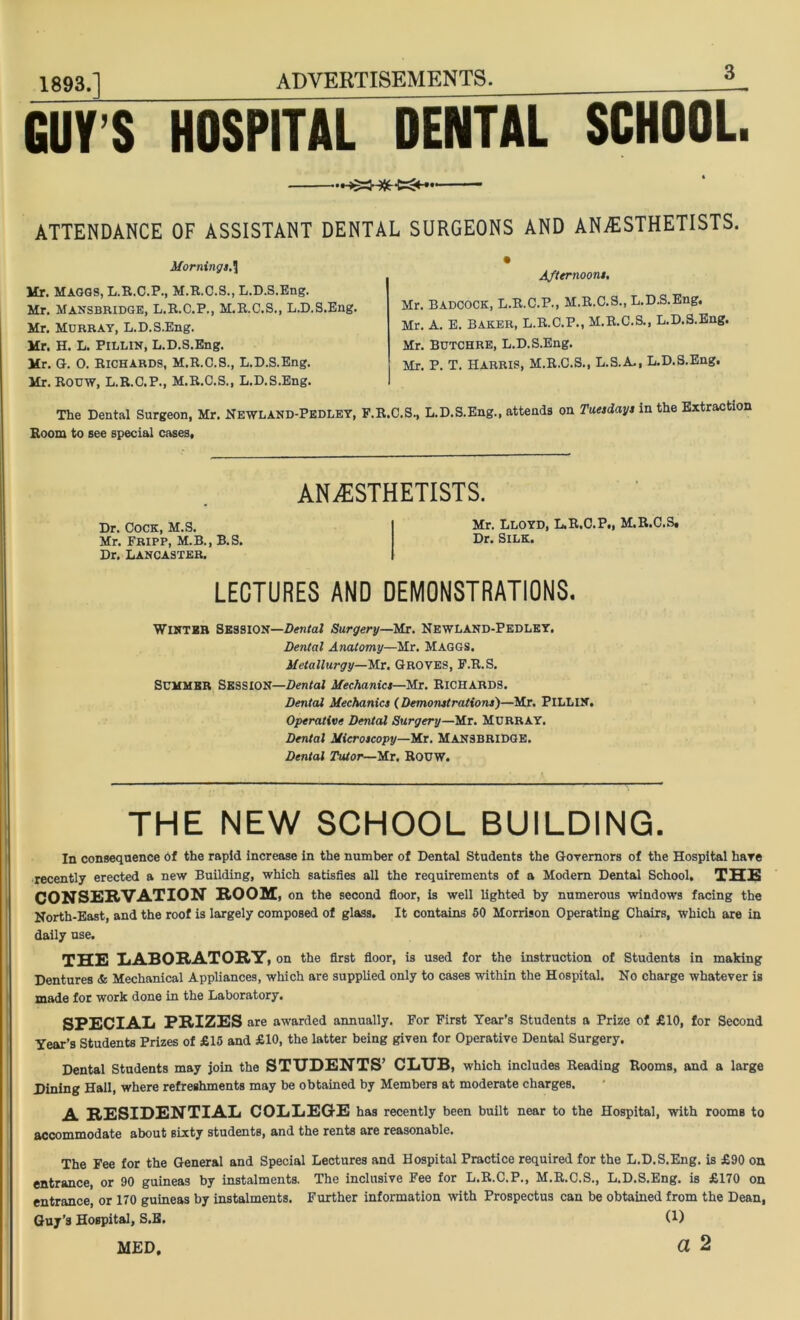 1893.] ADVERTISEMENTS. 3
GUY'S HOSPITAL DENTAL SCHOOL.
ATTENDANCE OF ASSISTANT DENTAL SURGEONS AND ANÆSTHETISTS.
Mornings.
Mr. MAGGS, L.R.C.P., M.R.C.S., L.D.S.Eng.
Mr. MANSBRIDGE, L.R.C.P., M.R.C.S., L.D.S.Eng.
Mr. MURRAY, L.D.S.Eng.
Mr. H. L. PILLIN, L.D.S.Eng.
Mr. G. O. RICHARDS, M.R.C.S., L.D.S.Eng.
Mr. ROUW, L.R.C.P., M.R.C.S., L.D.S.Eng.
Afternoons.
Mr. BADCOCK, L.R.C.P., M.R.C.S., L.D.S.Eng.
Mr. A. E. BAKER, L.R.C.P., M.R.C.S., L.D.S.Eng.
Mr. BUTCHRE, L.D.S.Eng.
Mr. P. T. HARRIS, M.R.C.S., L.S.A., L.D.S.Eng.
The Dental Surgeon, Mr. NEWLAND-PEDLEY, F.R.C.S., L.D.S.Eng., attends on Tuesdays in the Extraction
Room to see special cases.
ANÆSTHETISTS.
Dr. COCK, M.S.
Mr. FRIPP, M.B., B.S.
Dr. LANCASTER.
Mr. LLOYD, L.R.C.P., M.R.C.S.
Dr. SILK.
LECTURES AND DEMONSTRATIONS.
WINTER SESSION—Dental Surgery—Mr. NEWLAND-PEDLEY.
Dental Anatomy—Mr. MAGGS.
Metallurgy—Mr. GROVES, F.R.S.
SUMMER SESSION—Dental Mechanics—Mr. RICHARDS.
Dental Mechanics (Demonstrations)—Mr. PILLIN.
Operative Dental Surgery—Mr. MURRAY.
Dental Microscopy—Mr. MANSBRIDGE.
Dental Tutor—Mr. ROUW.
THE NEW SCHOOL BUILDING.
In consequence of the rapid increase in the number of Dental Students the Governors of the Hospital have
recently erected a new Building, which satisfies all the requirements of a Modern Dental School. THE
CONSERVATION ROOM, on the second floor, is well lighted by numerous windows facing the
North-East, and the roof is largely composed of glass. It contains 50 Morrison Operating Chairs, which are in
daily use.
THE LABORATORY, on the first floor, is used for the instruction of Students in making
Dentures & Mechanical Appliances, which are supplied only to cases within the Hospital. No charge whatever is
made for work done in the Laboratory.
SPECIAL PRIZES are awarded annually. For First Year's Students a Prize of £10, for Second
Year's Students Prizes of £15 and £10, the latter being given for Operative Dental Surgery.
Dental Students may join the STUDENTS' CLUB, which includes Reading Rooms, and a large
Dining Hall, where refreshments may be obtained by Members at moderate charges.
A RESIDENTIAL COLLEGE has recently been built near to the Hospital, with rooms to
accommodate about sixty students, and the rents are reasonable.
The Fee for the General and Special Lectures and Hospital Practice required for the L.D.S.Eng. is £90 on
entrance, or 90 guineas by instalments. The inclusive Fee for L.R.C.P., M.R.C.S., L.D.S.Eng. is £170 on
entrance, or 170 guineas by instalments. Further information with Prospectus can be obtained from the Dean,
Guy's Hospital, S.E. (1)
MED. a 2